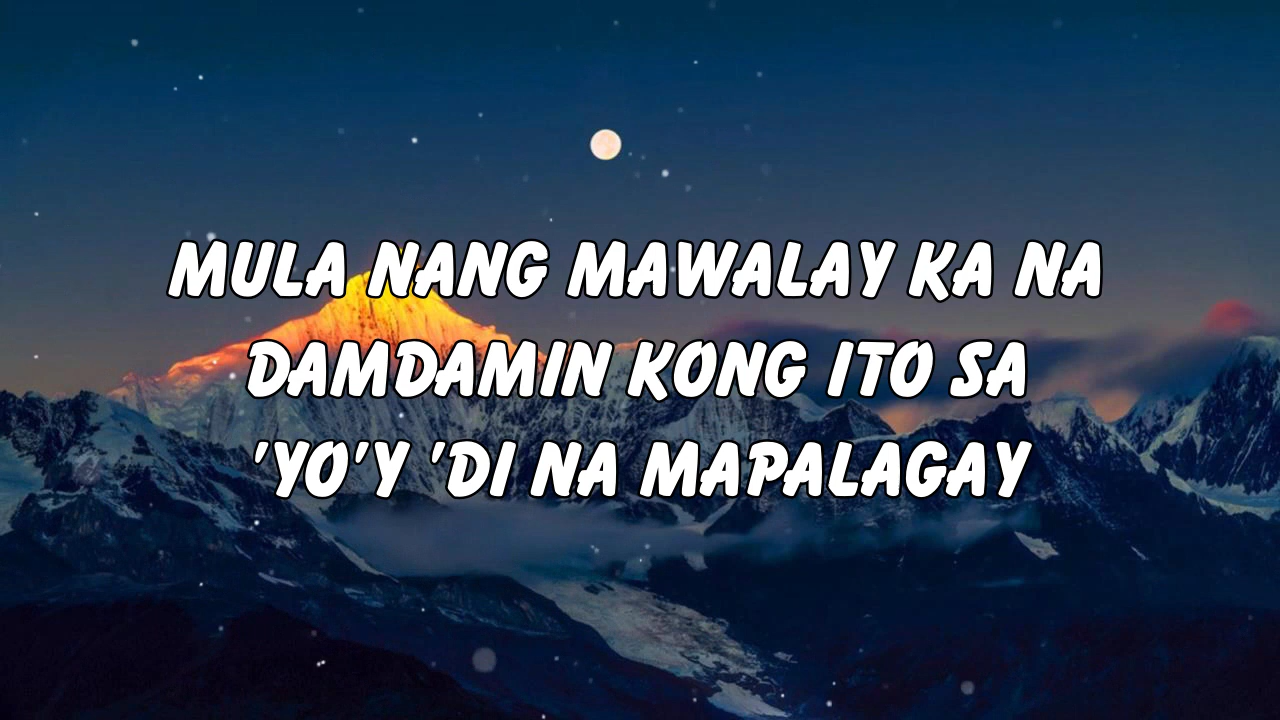 MULA NANG MAWALAY KA NA
DAMDAMIN KONG ITO SA
'YO'Y 'DI NA MAPALAGAY